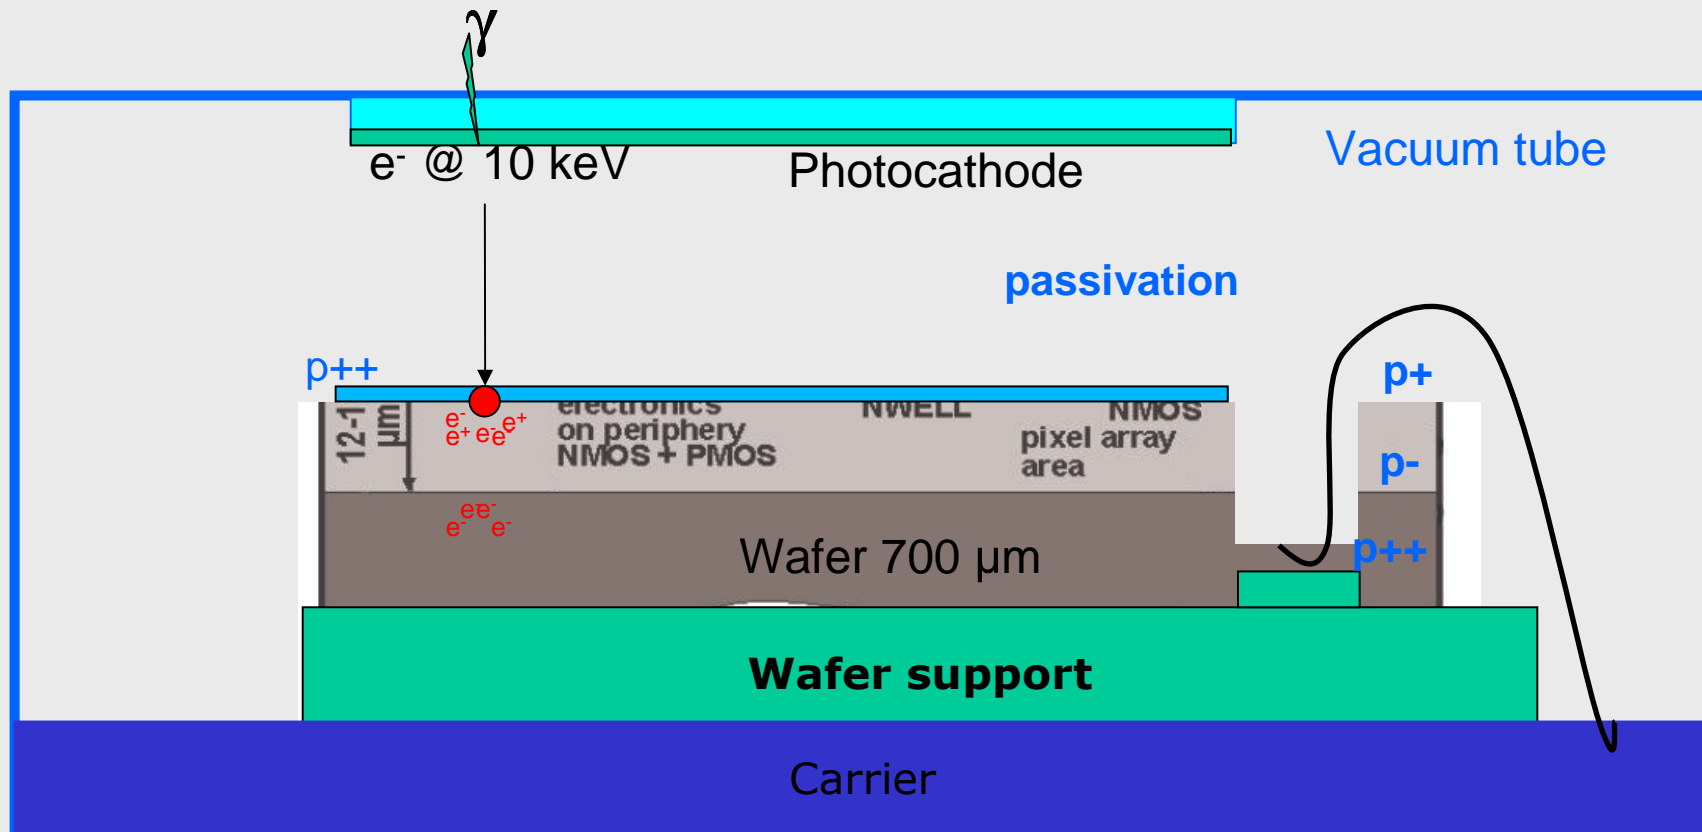 γ
e⁻ @ 10 keV
Photocathode
Vacuum tube
passivation
p++
p+
12-1
µm
e⁻
e⁺ e⁻ e⁻ e⁺
electronics
on periphery
NMOS + PMOS
NWELL
NMOS
pixel array
area
p-
e⁻ e⁻
e⁻ e⁻
Wafer 700 µm
p++
Wafer support
Carrier